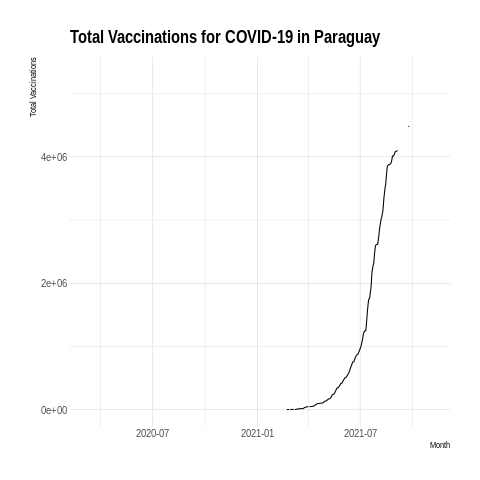 Total Vaccinations for COVID-19 in Paraguay
Total Vaccinations
4e+06
2e+06
0e+00
2020-07 2021-01 2021-07
Month